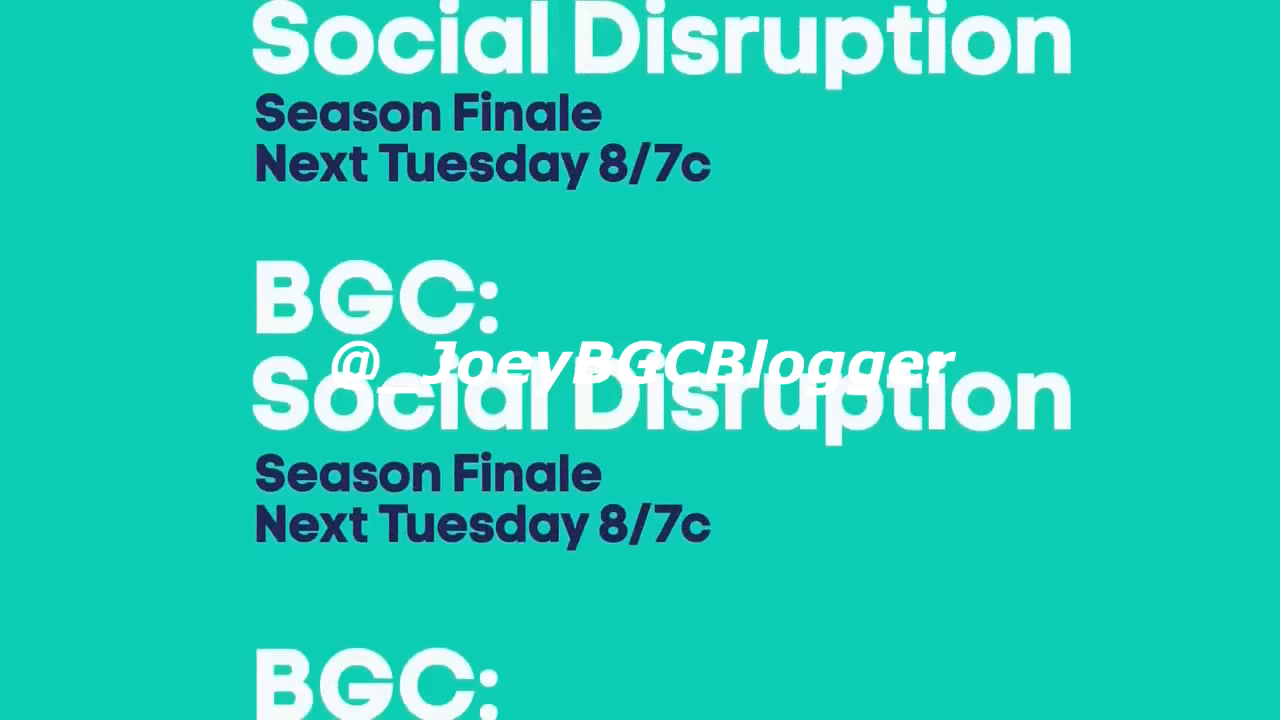 Social Disruption
Season Finale
Next Tuesday 8/7c
BGC:
@_JoeyBGCBlogger
Social Disruption
Season Finale
Next Tuesday 8/7c
BGC: